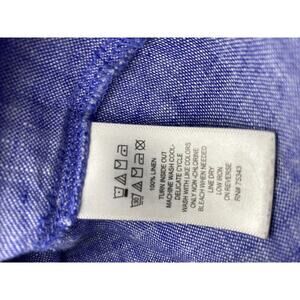 100% LINEN
TURN INSIDE OUT
MACHINE WASH COOL-
DELICATE CYCLE
WASH WITH LIKE COLORS
ONLY NON-CHLORINE
BLEACH WHEN NEEDED
LINE DRY
LOW IRON
ON REVERSE
RN# 75343